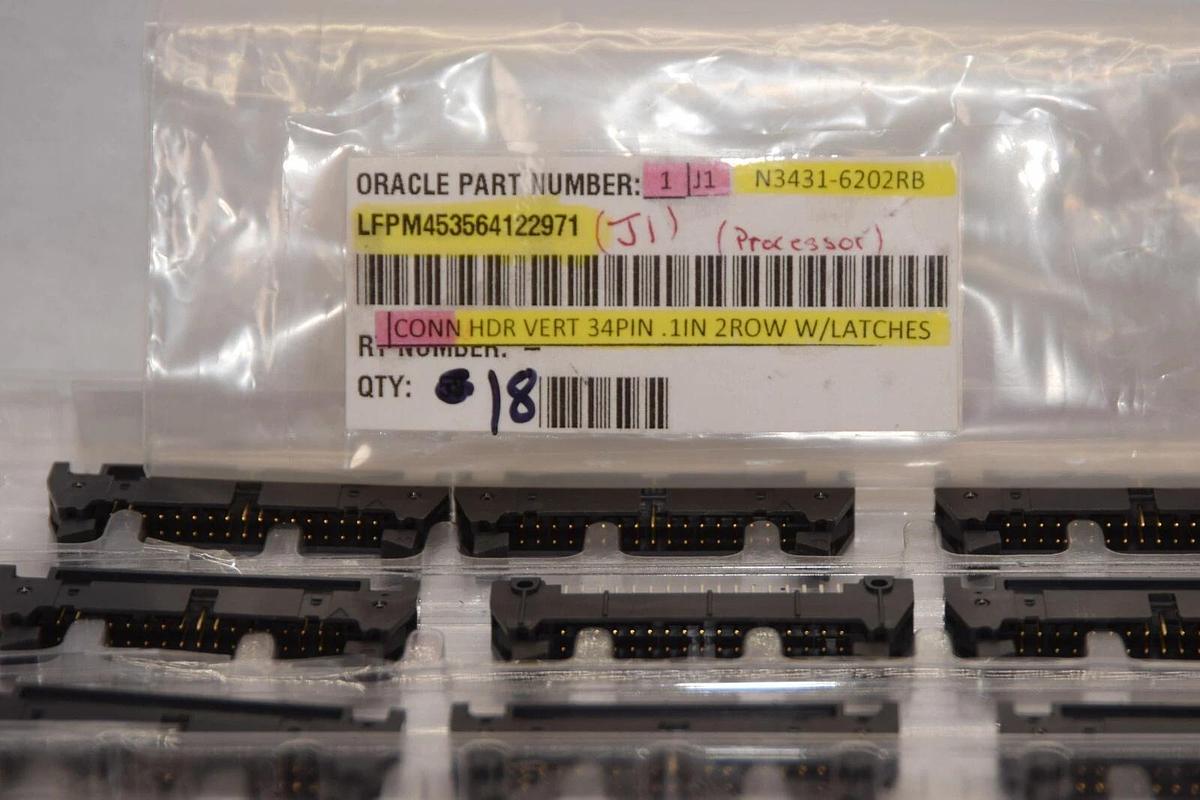 ORACLE PART NUMBER: 1 J1 N3431-6202RB
LFPM453564122971 (J1) (Processor)
CONN HDR VERT 34PIN .1IN 2ROW W/LATCHES
NUMBER: –
QTY: 18